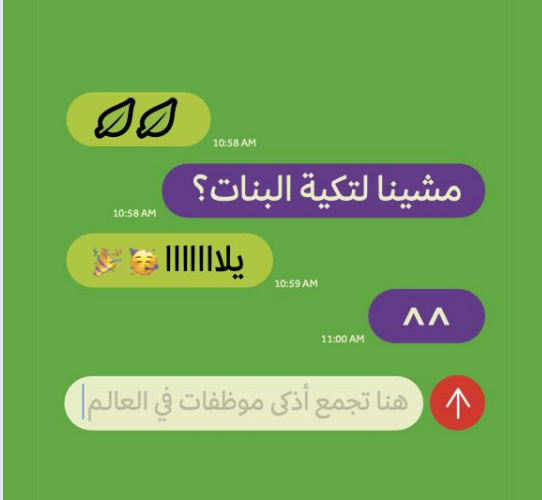 10:58 AM
مشينا لتكية البنات؟
10:58 AM
يلااااااا🥳🎉
10:59 AM
^^
11:00 AM
هنا تجمع أذكى موظفات في العالم